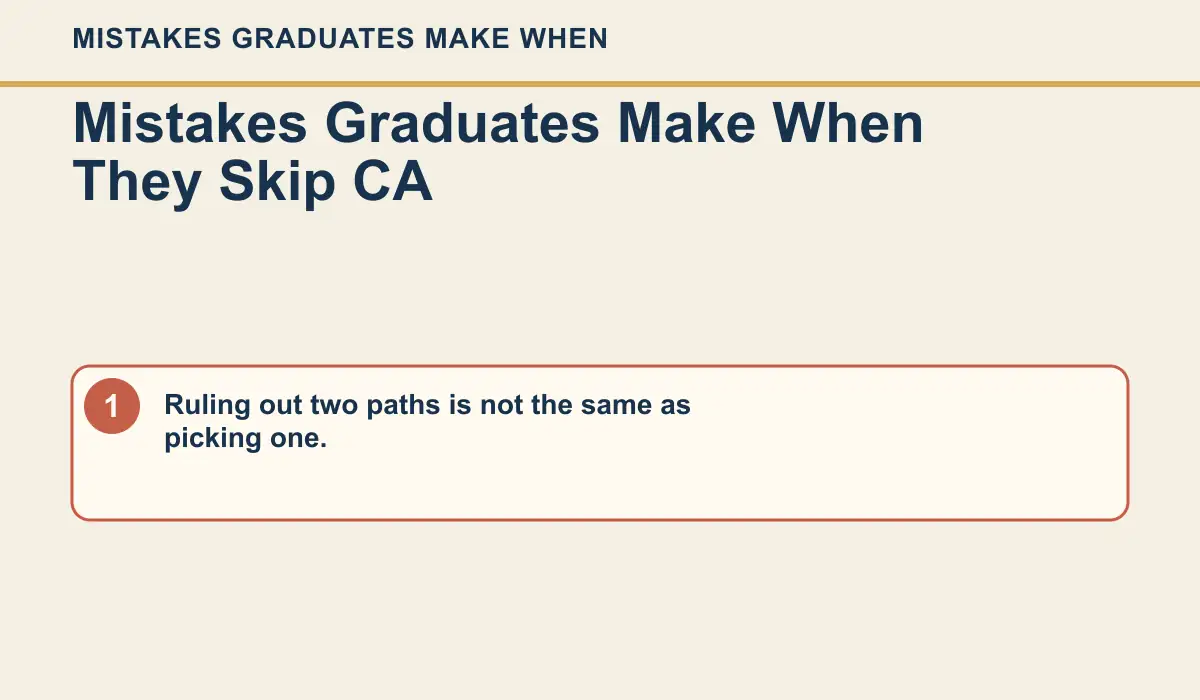 MISTAKES GRADUATES MAKE WHEN
Mistakes Graduates Make When
They Skip CA
1
Ruling out two paths is not the same as
picking one.